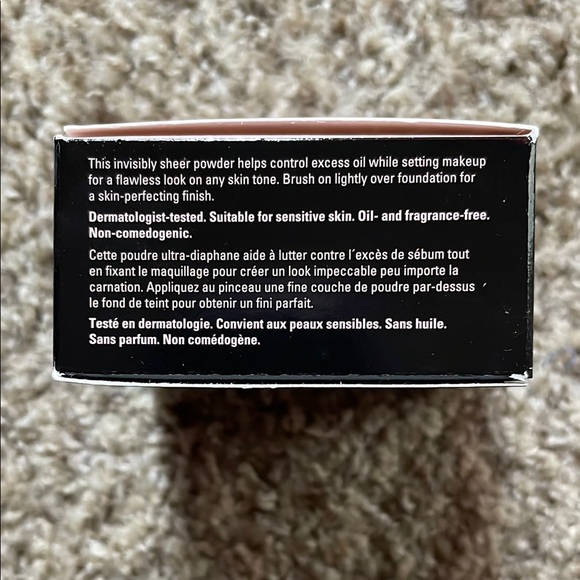 This invisibly sheer powder helps control excess oil while setting makeup
for a flawless look on any skin tone. Brush on lightly over foundation for
a skin-perfecting finish.
Dermatologist-tested. Suitable for sensitive skin. Oil- and fragrance-free.
Non-comedogenic.
Cette poudre ultra-diaphane aide à lutter contre l´excès de sébum tout
en fixant le maquillage pour créer un look impeccable peu importe la
carnation. Appliquez au pinceau une fine couche de poudre par-dessus
le fond de teint pour obtenir un fini parfait.
Testé en dermatologie. Convient aux peaux sensibles. Sans huile.
Sans parfum. Non comédogène.